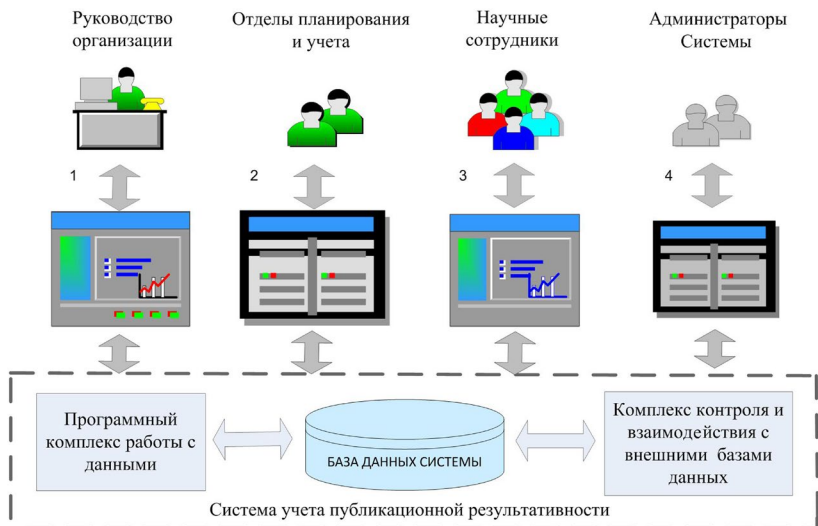 Руководство
организации
Отделы планирования
и учета
Научные
сотрудники
Администраторы
Системы
1
2
3
4
Программный
комплекс работы с
данными
БАЗА ДАННЫХ СИСТЕМЫ
Комплекс контроля и
взаимодействия с
внешними базами
данных
Система учета публикационной результативности